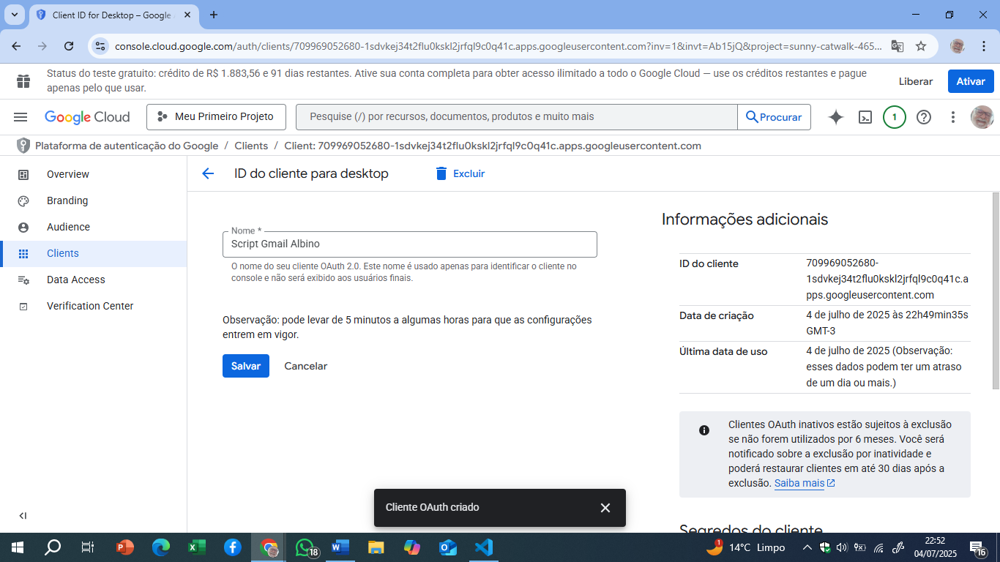 Client ID for Desktop – Google A
console.cloud.google.com/auth/clients/709969052680-1sdvkej34t2flu0kskl2jrfql9c0q41c.apps.googleusercontent.com?inv=1&invt=Ab15jQ&project=sunny-catwalk-465...
Status do teste gratuito: crédito de R$ 1.883,56 e 91 dias restantes. Ative sua conta completa para obter acesso ilimitado a todo o Google Cloud — use os créditos restantes e pague
apenas pelo que usar.
Liberar
Ativar
Google Cloud
Meu Primeiro Projeto
Pesquise (/) por recursos, documentos, produtos e muito mais
Procurar
1
Plataforma de autenticação do Google / Clients / Client: 709969052680-1sdvkej34t2flu0kskl2jrfql9c0q41c.apps.googleusercontent.com
Overview
Branding
Audience
Clients
Data Access
Verification Center
ID do cliente para desktop
Excluir
Nome *
Script Gmail Albino
O nome do seu cliente OAuth 2.0. Este nome é usado apenas para identificar o cliente no
console e não será exibido aos usuários finais.
Observação: pode levar de 5 minutos a algumas horas para que as configurações
entrem em vigor.
Salvar
Cancelar
Informações adicionais
ID do cliente
709969052680-
1sdvkej34t2flu0kskl2jrfql9c0q41c.a
pps.googleusercontent.com
Data de criação
4 de julho de 2025 às 22h49min35s
GMT-3
Última data de uso
4 de julho de 2025 (Observação:
esses dados podem ter um atraso
de um dia ou mais.)
Clientes OAuth inativos estão sujeitos à exclusão
se não forem utilizados por 6 meses. Você será
notificado sobre a exclusão por inatividade e
poderá restaurar clientes em até 30 dias após a
exclusão. Saiba mais
Segredos do cliente
Cliente OAuth criado
18
1
14°C Limpo
22:52
04/07/2025
16